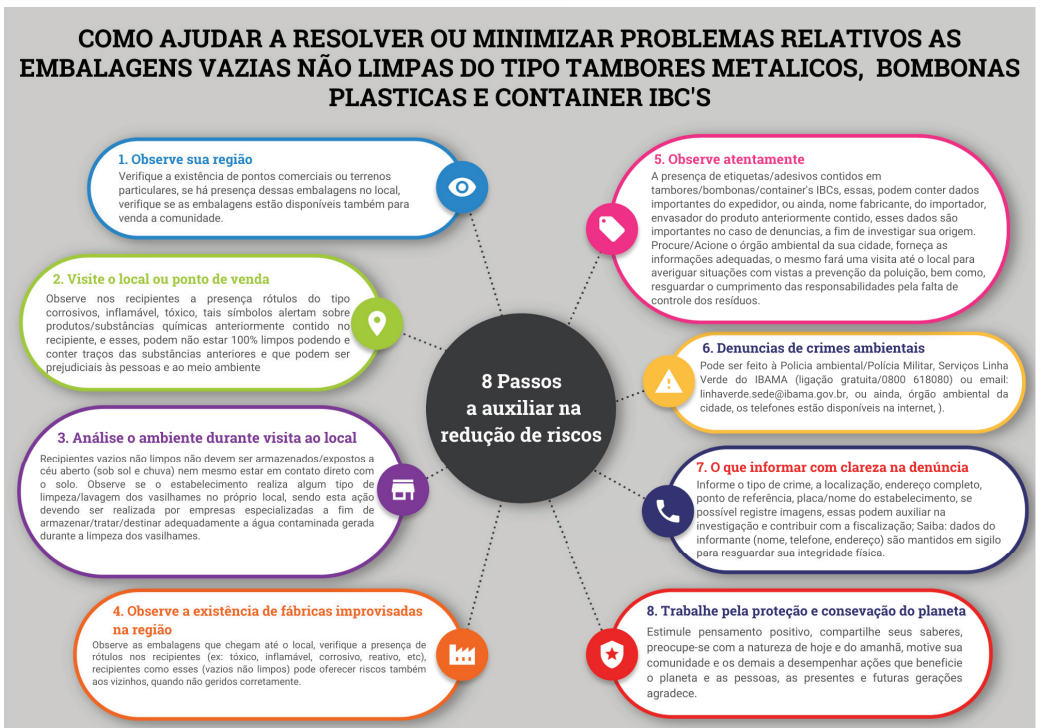 COMO AJUDAR A RESOLVER OU MINIMIZAR PROBLEMAS RELATIVOS AS
EMBALAGENS VAZIAS NÃO LIMPAS DO TIPO TAMBORES METALICOS, BOMBONAS
PLASTICAS E CONTAINER IBC'S
1. Observe sua região
Verifique a existência de pontos comerciais ou terrenos
particulares, se há presença dessas embalagens no local,
verifique se as embalagens estão disponíveis também para
venda a comunidade.
2. Visite o local ou ponto de venda
Observe nos recipientes a presença rótulos do tipo
corrosivos, inflamável, tóxico, tais símbolos alertam sobre
produtos/substâncias químicas anteriormente contido no
recipiente, e esses, podem não estar 100% limpos podendo e
conter traços das substâncias anteriores e que podem ser
prejudiciais às pessoas e ao meio ambiente
3. Análise o ambiente durante visita ao local
Recipientes vazios não limpos não devem ser armazenados/expostos a
céu aberto (sob sol e chuva) nem mesmo estar em contato direto com
o solo. Observe se o estabelecimento realiza algum tipo de
limpeza/lavagem dos vasilhames no próprio local, sendo esta ação
devendo ser realizada por empresas especializadas a fim de
armazenar/tratar/destinar adequadamente a água contaminada gerada
durante a limpeza dos vasilhames.
4. Observe a existência de fábricas improvisadas
na região
Observe as embalagens que chegam até o local, verifique a presença de
rótulos nos recipientes (ex: tóxico, inflamável, corrosivo, reativo, etc),
recipientes como esses (vazios não limpos) pode oferecer riscos também
aos vizinhos, quando não geridos corretamente.
8 Passos
a auxiliar na
redução de riscos
5. Observe atentamente
A presença de etiquetas/adesivos contidos em
tambores/bombonas/container's IBCs, essas, podem conter dados
importantes do expedidor, ou ainda, nome fabricante, do importador,
envasador do produto anteriormente contido, esses dados são
importantes no caso de denuncias, a fim de investigar sua origem.
Procure/Acione o órgão ambiental da sua cidade, forneça as
informações adequadas, o mesmo fará uma visita até o local para
averiguar situações com vistas a prevenção da poluição, bem como,
resguardar o cumprimento das responsabilidades pela falta de
controle dos resíduos.
6. Denuncias de crimes ambientais
Pode ser feito à Policia ambiental/Polícia Militar, Serviços Linha
Verde do IBAMA (ligação gratuita/0800 618080) ou email:
linhaverde.sede@ibama.gov.br, ou ainda, órgão ambiental da
cidade, os telefones estão disponíveis na internet, ).
7. O que informar com clareza na denúncia
Informe o tipo de crime, a localização, endereço completo,
ponto de referência, placa/nome do estabelecimento, se
possível registre imagens, essas podem auxiliar na
investigação e contribuir com a fiscalização; Saiba: dados do
informante (nome, telefone, endereço) são mantidos em sigilo
para resguardar sua integridade física.
8. Trabalhe pela proteção e consevação do planeta
Estimule pensamento positivo, compartilhe seus saberes,
preocupe-se com a natureza de hoje e do amanhã, motive sua
comunidade e os demais a desempenhar ações que beneficie
o planeta e as pessoas, as presentes e futuras gerações
agradece.